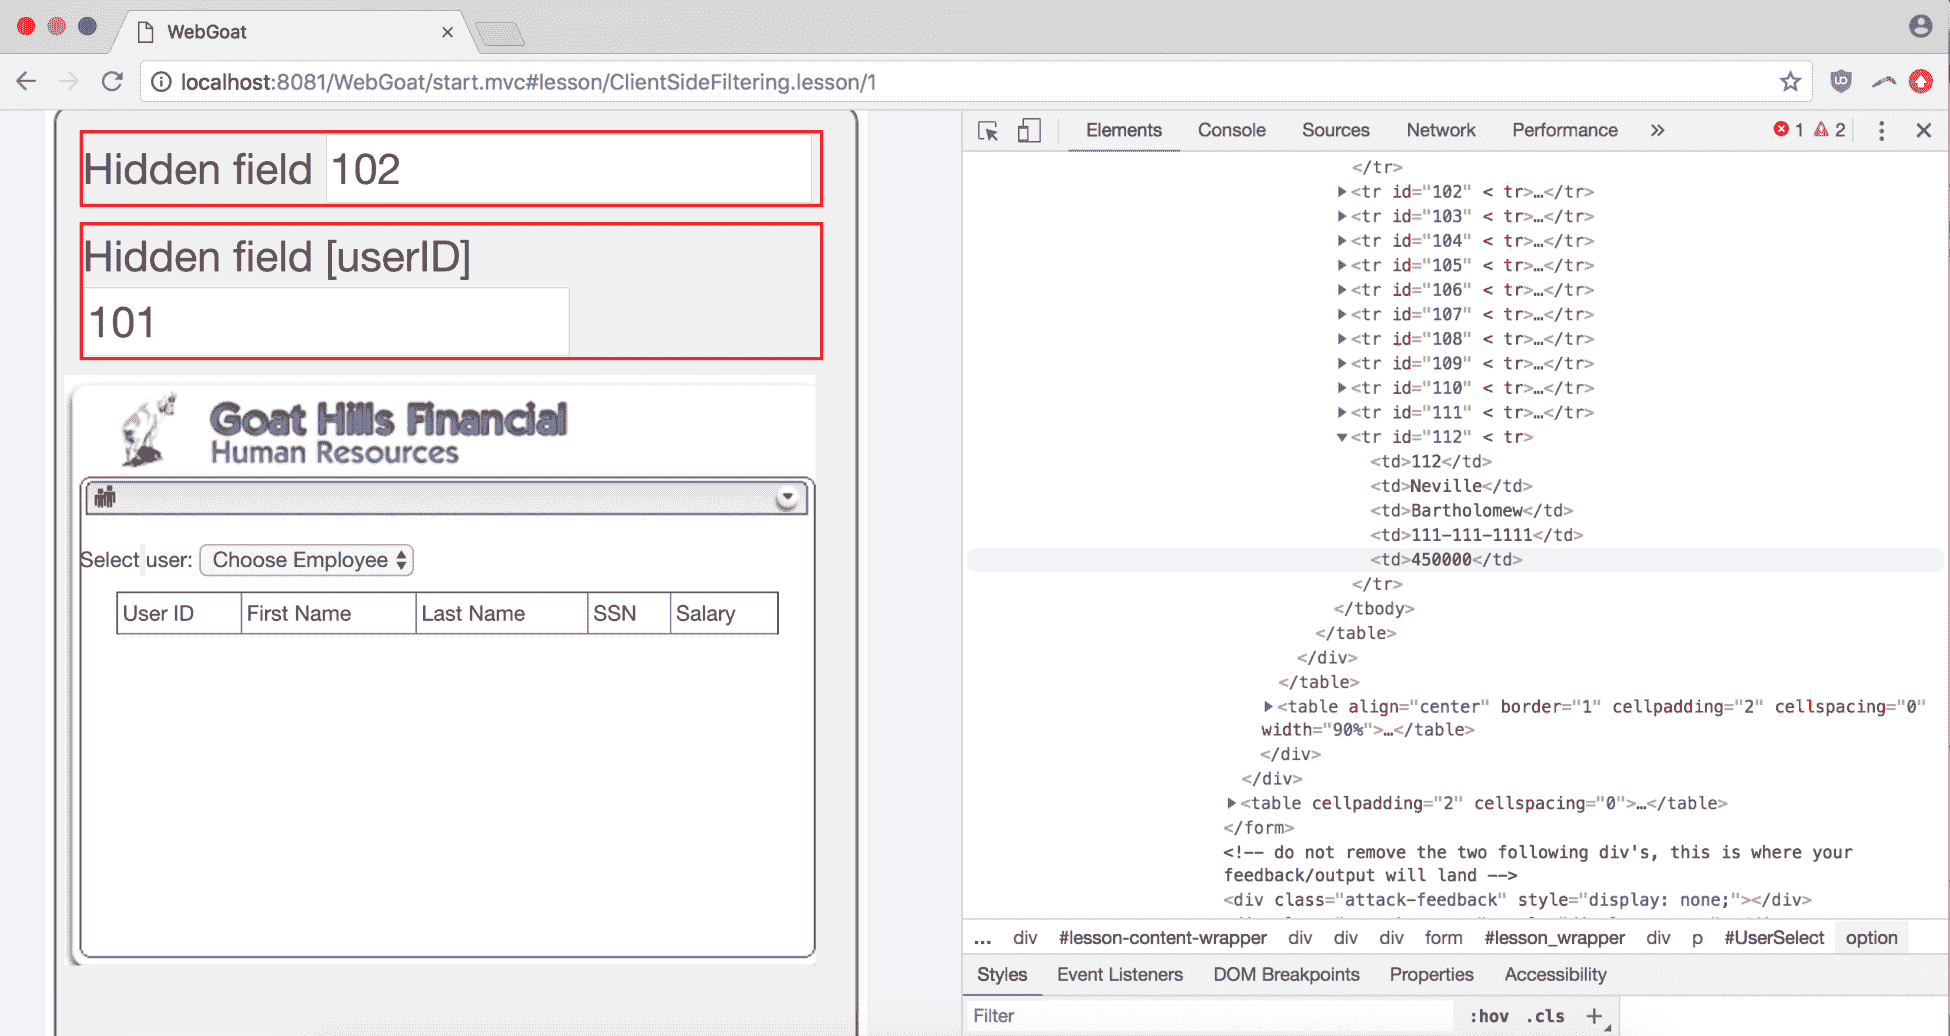 WebGoat
localhost:8081/WebGoat/start.mvc#lesson/ClientSideFiltering.lesson/1
Hidden field 102
Hidden field [userID]
101
Goat Hills Financial
Human Resources
Select user: Choose Employee
User ID First Name Last Name SSN Salary
Elements Console Sources Network Performance » 1 2
</tr>
<tr id="102" < tr>…</tr>
<tr id="103" < tr>…</tr>
<tr id="104" < tr>…</tr>
<tr id="105" < tr>…</tr>
<tr id="106" < tr>…</tr>
<tr id="107" < tr>…</tr>
<tr id="108" < tr>…</tr>
<tr id="109" < tr>…</tr>
<tr id="110" < tr>…</tr>
<tr id="111" < tr>…</tr>
<tr id="112" < tr>
<td>112</td>
<td>Neville</td>
<td>Bartholomew</td>
<td>111-111-1111</td>
<td>450000</td>
</tr>
</tbody>
</table>
</div>
</table>
<table align="center" border="1" cellpadding="2" cellspacing="0"
width="90%">…</table>
</div>
</div>
<table cellpadding="2" cellspacing="0">…</table>
</form>
<!-- do not remove the two following div's, this is where your
feedback/output will land -->
<div class="attack-feedback" style="display: none;"></div>
... div #lesson-content-wrapper div div div form #lesson_wrapper div p #UserSelect option
Styles Event Listeners DOM Breakpoints Properties Accessibility
Filter :hov .cls +